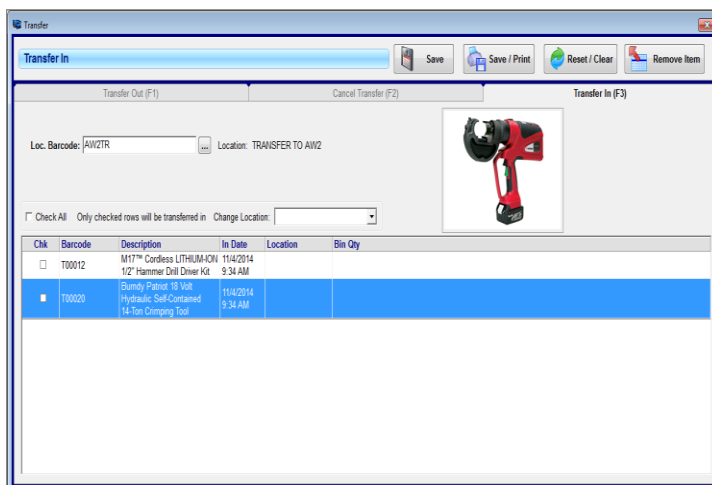 Transfer
Transfer In
Save
Save / Print
Reset / Clear
Remove Item
Transfer Out (F1)
Cancel Transfer (F2)
Transfer In (F3)
Loc. Barcode: AW2TR ... Location: TRANSFER TO AW2
Check All Only checked rows will be transferred in Change Location:
Chk Barcode Description In Date Location Bin Qty
T00012 M17™ Cordless LITHIUM-ION 11/4/2014
1/2" Hammer Drill Driver Kit 9:34 AM
Burndy Patriot 18 Volt
T00020 Hydraulic Self-Contained 11/4/2014
14-Ton Crimping Tool 9:34 AM